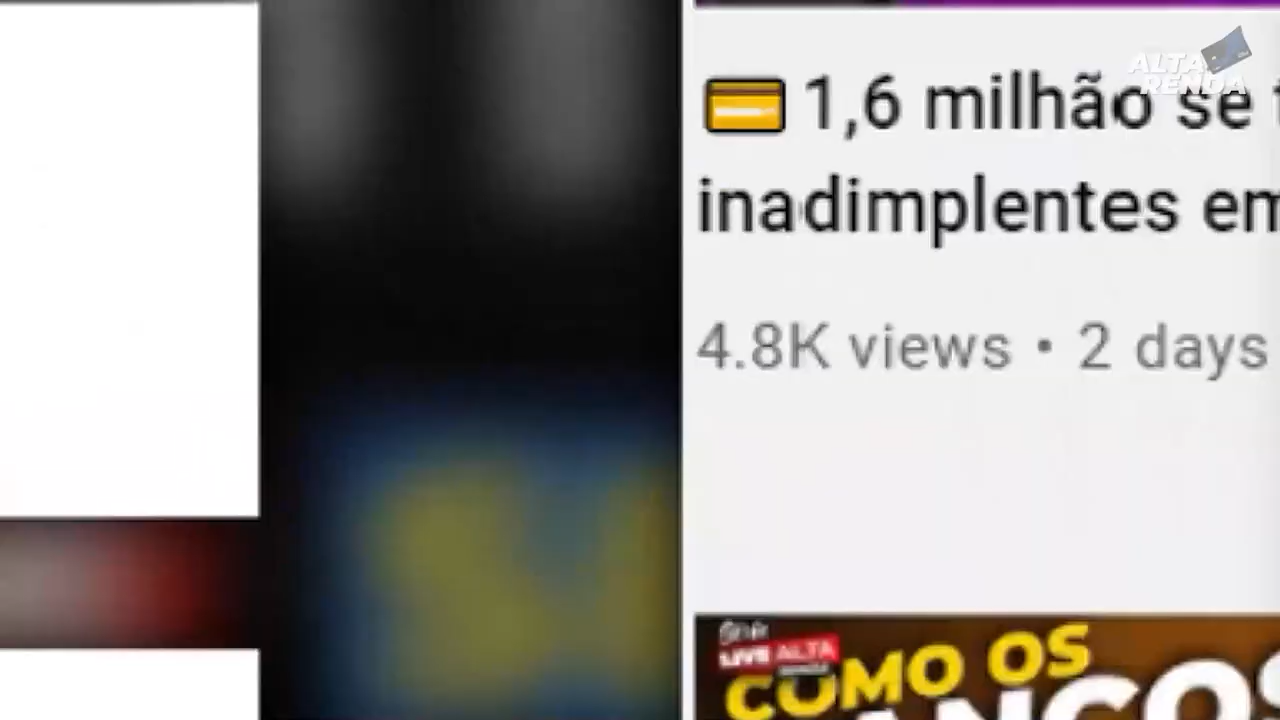 ALTA
RENDA
1,6 milhão se
inadimplentes em
4.8K views • 2 days
LIVE ALTA
COMO OS